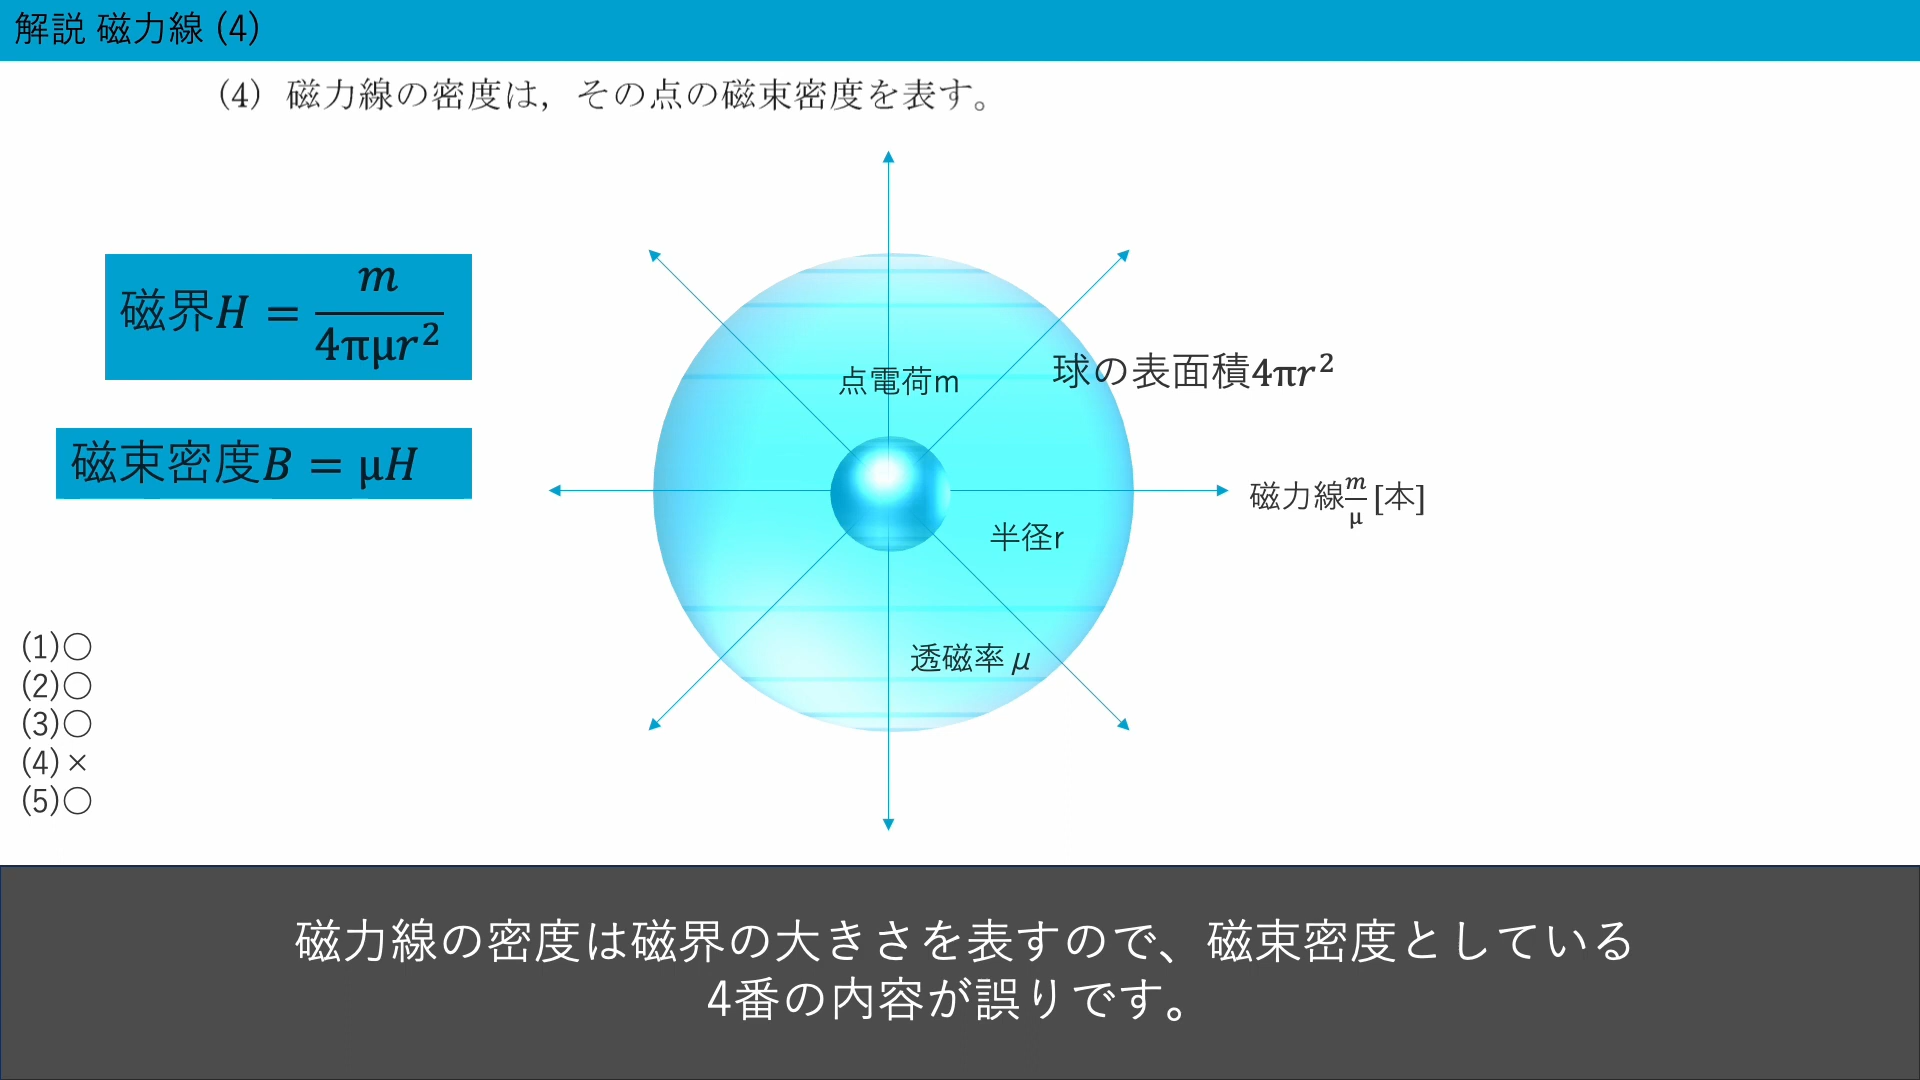 解説 磁力線 (4)
(4) 磁力線の密度は，その点の磁束密度を表す。
磁界H = m/4πμr²
磁束密度B = μH
点電荷m
球の表面積4πr²
磁力線m/μ [本]
半径r
透磁率μ
(1)○
(2)○
(3)○
(4)×
(5)○
磁力線の密度は磁界の大きさを表すので、磁束密度としている
4番の内容が誤りです。